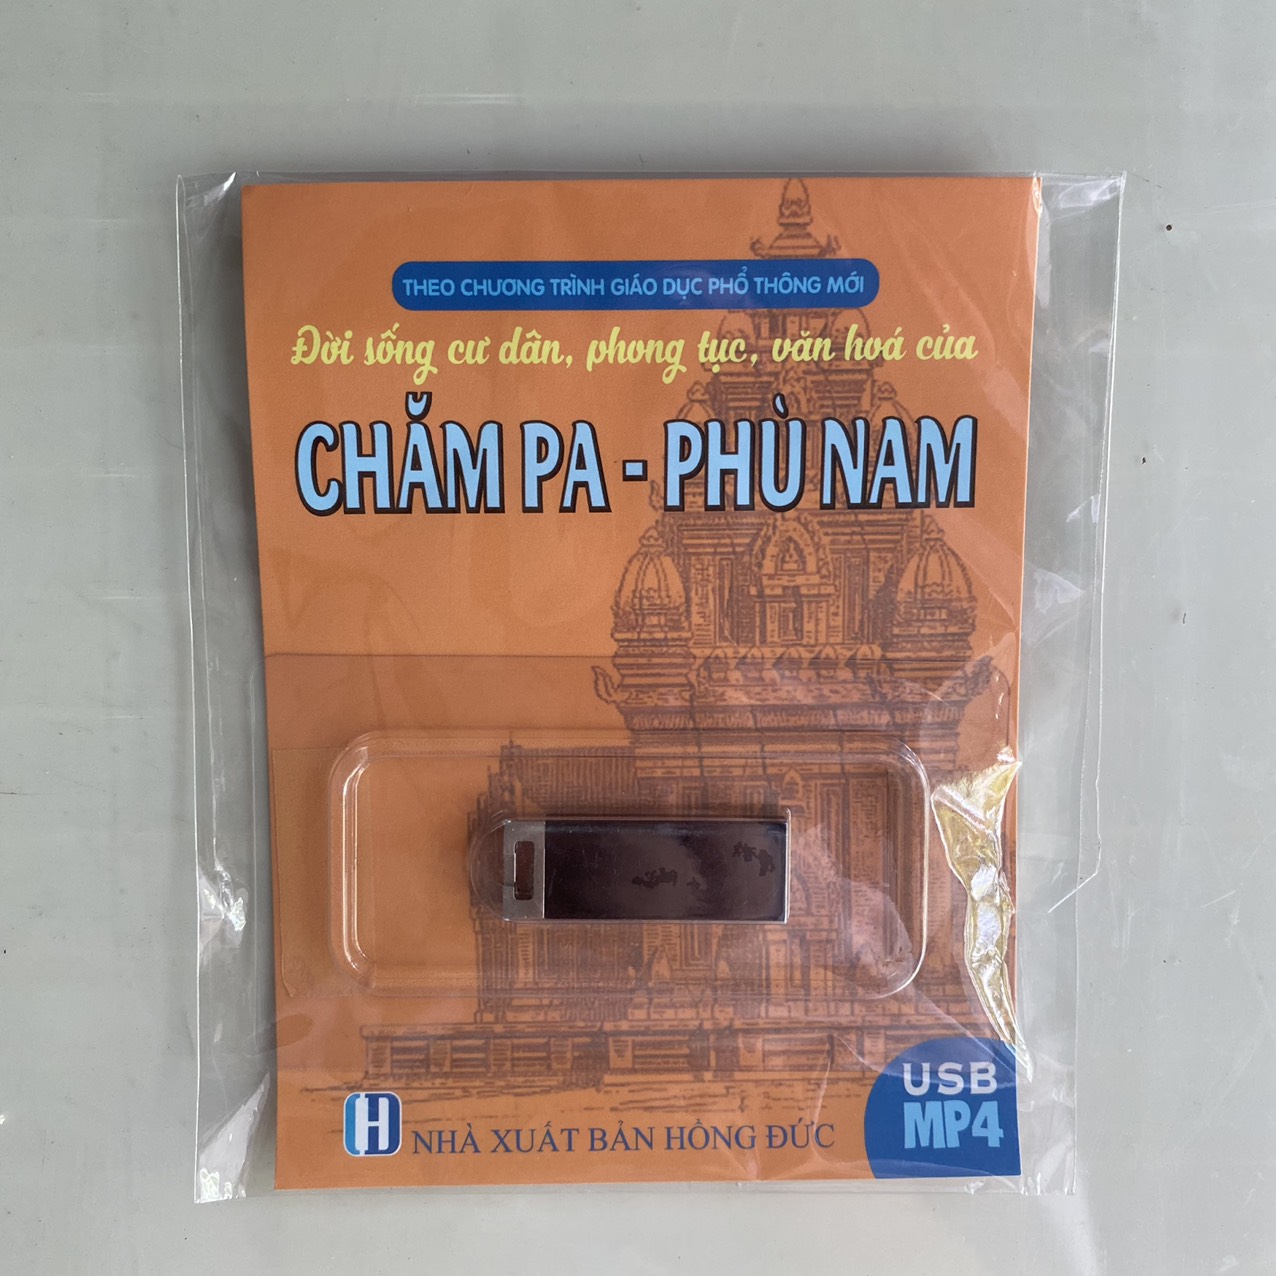 THEO CHƯƠNG TRÌNH GIÁO DỤC PHỔ THÔNG MỚI
Đời sống cư dân, phong tục, văn hoá của
CHĂM PA - PHÙ NAM
USB
MP4
H NHÀ XUẤT BẢN HỒNG ĐỨC